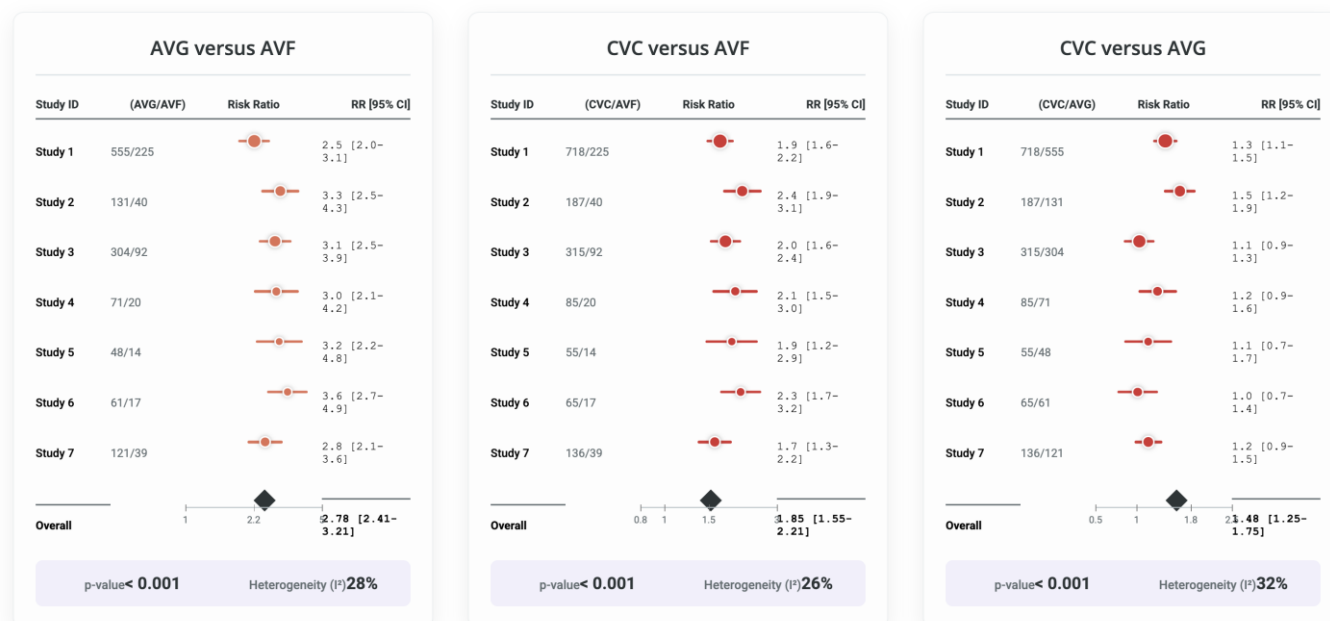 AVG versus AVF
Study ID (AVG/AVF) Risk Ratio RR [95% CI]
Study 1 555/225 2.5 [2.0-
3.1]
Study 2 131/40 3.3 [2.5-
4.3]
Study 3 304/92 3.1 [2.5-
3.9]
Study 4 71/20 3.0 [2.1-
4.2]
Study 5 48/14 3.2 [2.2-
4.8]
Study 6 61/17 3.6 [2.7-
4.9]
Study 7 121/39 2.8 [2.1-
3.6]
1 2.2 5
Overall 2.78 [2.41-
3.21]
p-value< 0.001 Heterogeneity (I²)28%
CVC versus AVF
Study ID (CVC/AVF) Risk Ratio RR [95% CI]
Study 1 718/225 1.9 [1.6-
2.2]
Study 2 187/40 2.4 [1.9-
3.1]
Study 3 315/92 2.0 [1.6-
2.4]
Study 4 85/20 2.1 [1.5-
3.0]
Study 5 55/14 1.9 [1.2-
2.9]
Study 6 65/17 2.3 [1.7-
3.2]
Study 7 136/39 1.7 [1.3-
2.2]
0.8 1 1.5 3
Overall 1.85 [1.55-
2.21]
p-value< 0.001 Heterogeneity (I²)26%
CVC versus AVG
Study ID (CVC/AVG) Risk Ratio RR [95% CI]
Study 1 718/555 1.3 [1.1-
1.5]
Study 2 187/131 1.5 [1.2-
1.9]
Study 3 315/304 1.1 [0.9-
1.3]
Study 4 85/71 1.2 [0.9-
1.6]
Study 5 55/48 1.1 [0.7-
1.7]
Study 6 65/61 1.0 [0.7-
1.4]
Study 7 136/121 1.2 [0.9-
1.5]
0.5 1 1.8
Overall 1.48 [1.25-
1.75]
p-value< 0.001 Heterogeneity (I²)32%